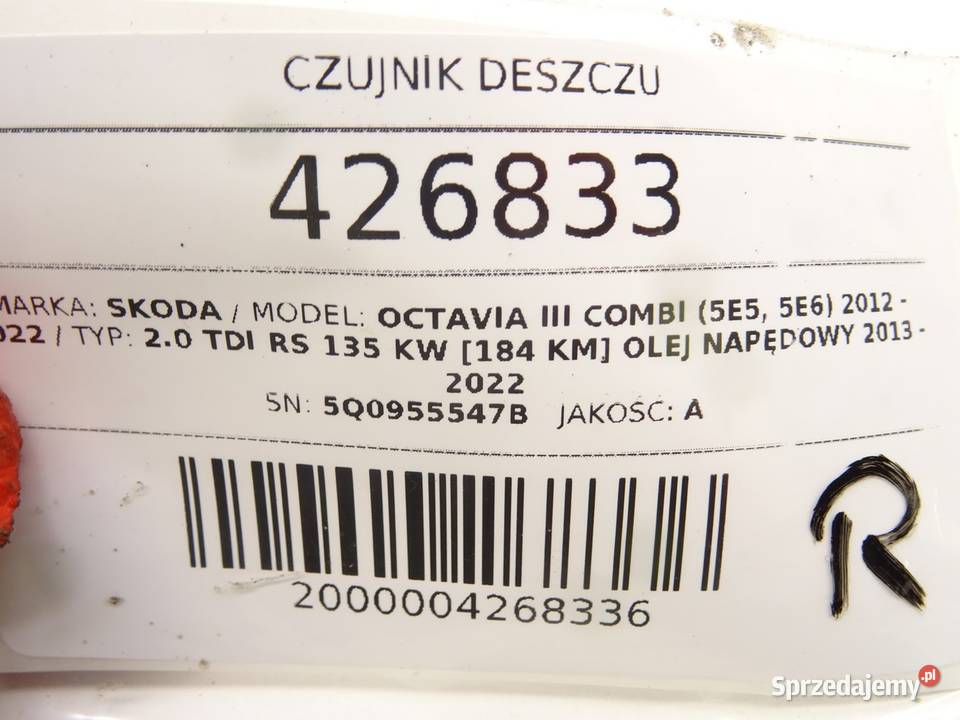 CZUJNIK DESZCZU
426833
MARKA: SKODA / MODEL: OCTAVIA III COMBI (5E5, 5E6) 2012 -
022 / TYP: 2.0 TDI RS 135 KW [184 KM] OLEJ NAPĘDOWY 2013 -
2022
SN: 5Q0955547B JAKOŚĆ: A
2000004268336
R
Sprzedajemy.pl